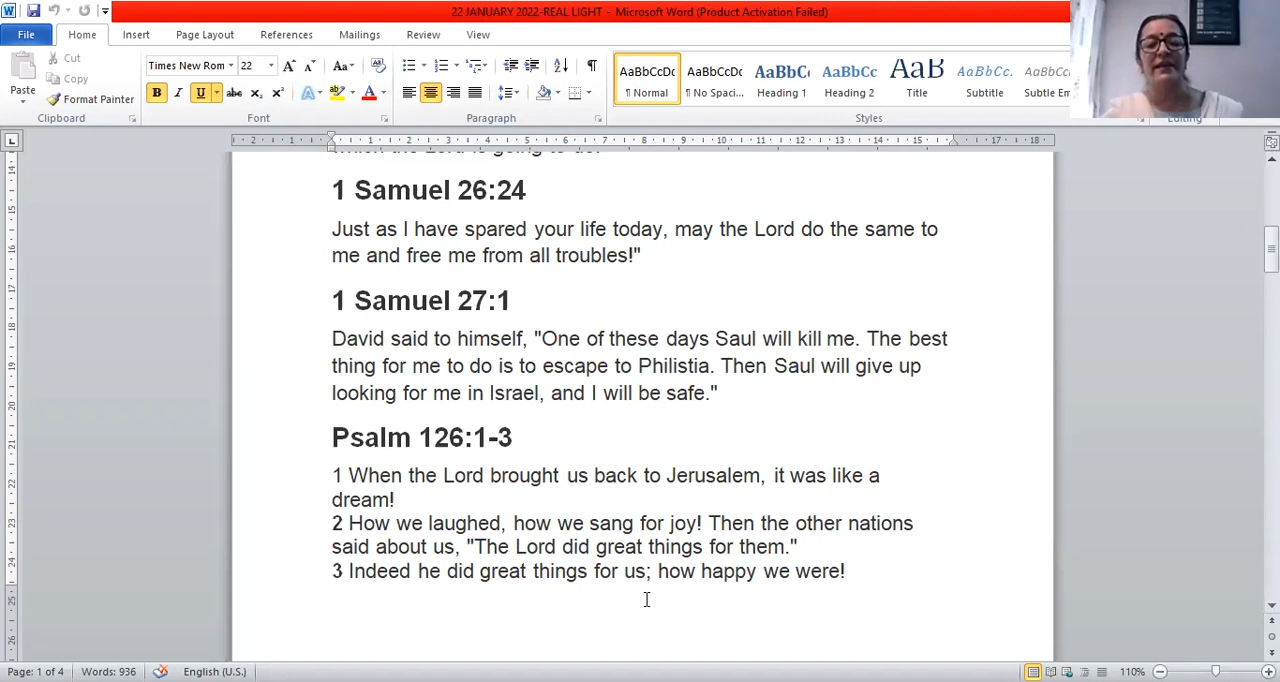 22 JANUARY 2022-REAL LIGHT - Microsoft Word (Product Activation Failed)
File Home Insert Page Layout References Mailings Review View
Cut
Copy
Paste
Format Painter
Clipboard
Times New Rom 22
Font
Paragraph
AaBbCcDc AaBbCcDc AaBbC AaBbCc AaB AaBbCc. AaBbCc
¶ Normal ¶ No Spaci... Heading 1 Heading 2 Title Subtitle Subtle Em
Styles
Editing
1 Samuel 26:24
Just as I have spared your life today, may the Lord do the same to
me and free me from all troubles!"
1 Samuel 27:1
David said to himself, "One of these days Saul will kill me. The best
thing for me to do is to escape to Philistia. Then Saul will give up
looking for me in Israel, and I will be safe."
Psalm 126:1-3
1 When the Lord brought us back to Jerusalem, it was like a
dream!
2 How we laughed, how we sang for joy! Then the other nations
said about us, "The Lord did great things for them."
3 Indeed he did great things for us; how happy we were!
Page: 1 of 4 Words: 936 English (U.S.) 110%